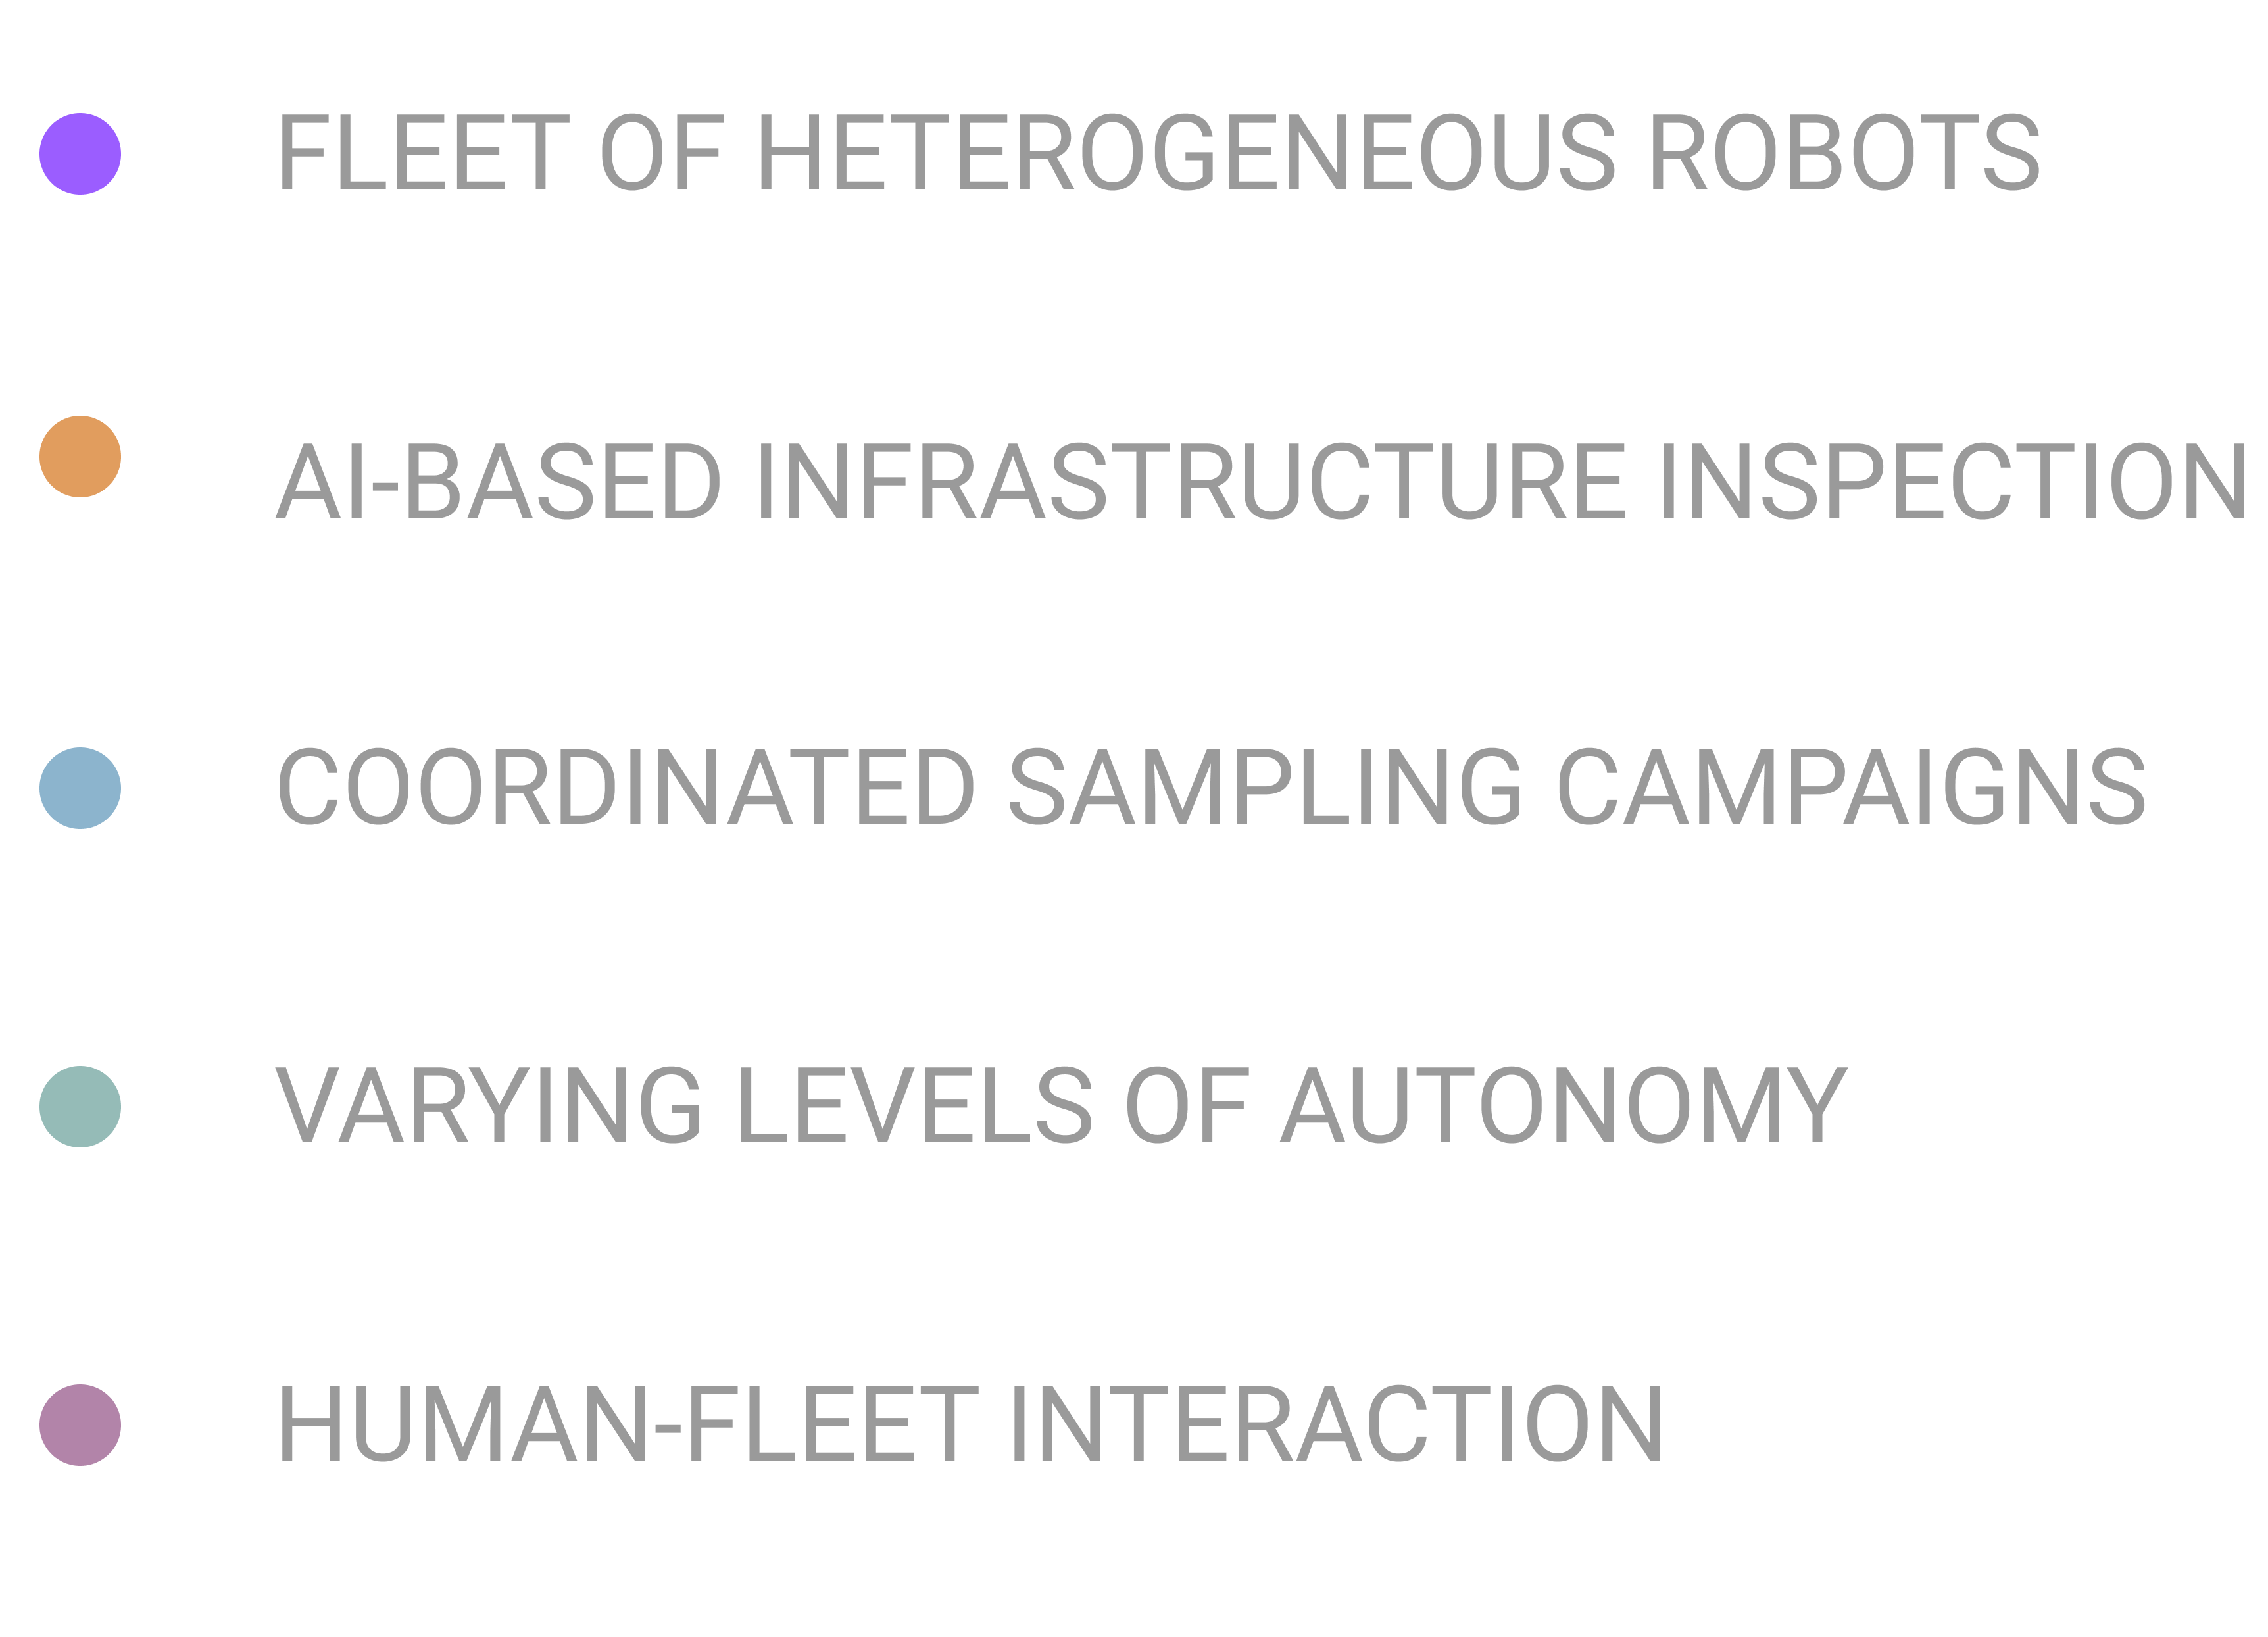 FLEET OF HETEROGENEOUS ROBOTS
AI-BASED INFRASTRUCTURE INSPECTION
COORDINATED SAMPLING CAMPAIGNS
VARYING LEVELS OF AUTONOMY
HUMAN-FLEET INTERACTION